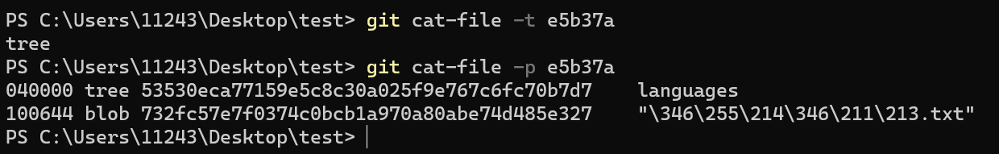 PS C:\Users\11243\Desktop\test> git cat-file -t e5b37a
tree
PS C:\Users\11243\Desktop\test> git cat-file -p e5b37a
040000 tree 53530eca77159e5c8c30a025f9e767c6fc70b7d7    languages
100644 blob 732fc57e7f0374c0bcb1a970a80abe74d485e327    "\346\255\214\346\211\213.txt"
PS C:\Users\11243\Desktop\test>